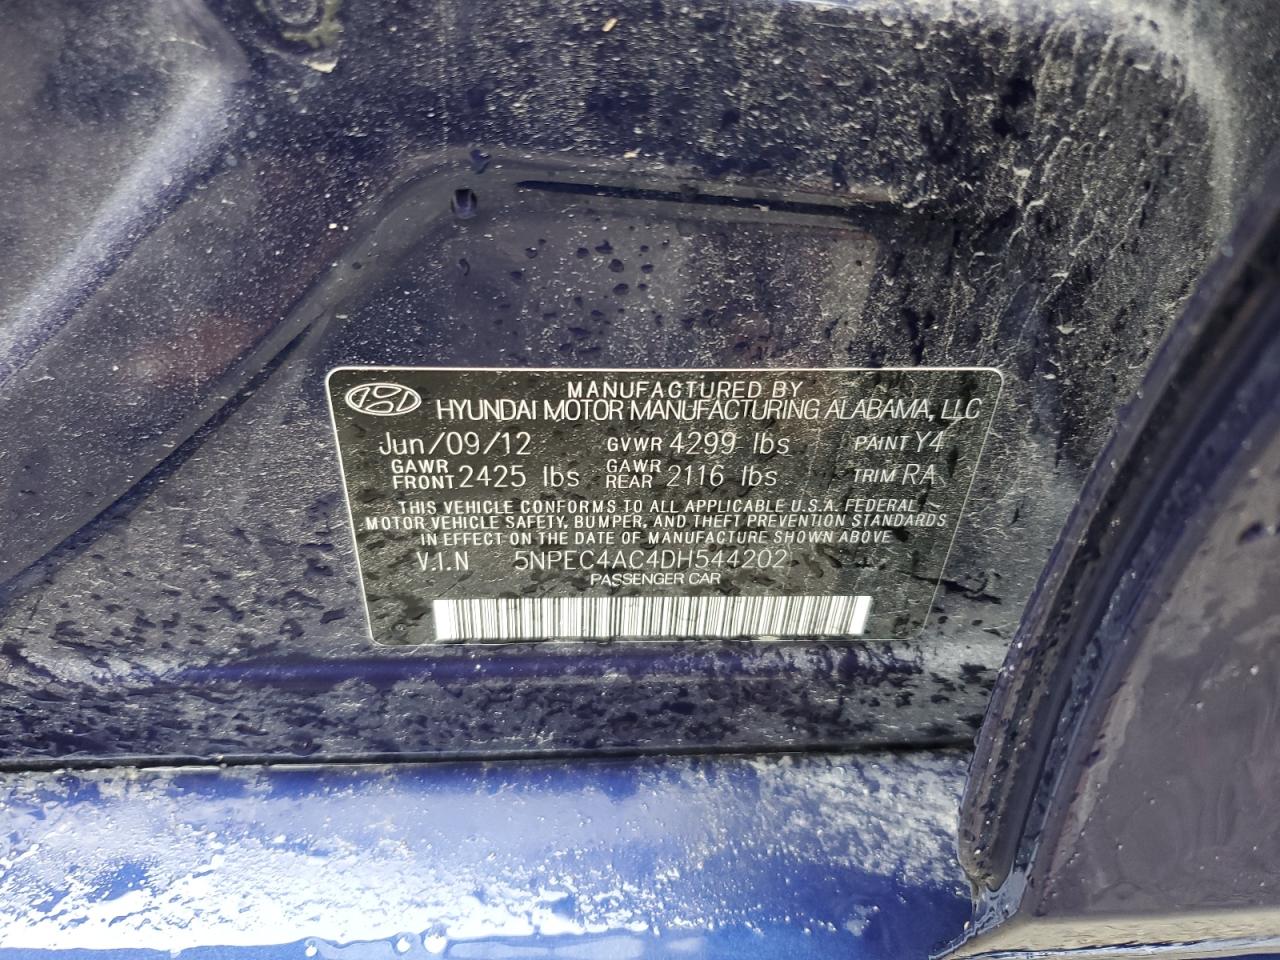 MANUFACTURED BY
HYUNDAI MOTOR MANUFACTURING ALABAMA, LLC
Jun/09/12 GVWR 4299 lbs PAINT Y4
GAWR FRONT 2425 lbs GAWR REAR 2116 lbs TRIM RA
THIS VEHICLE CONFORMS TO ALL APPLICABLE U.S.A. FEDERAL
MOTOR VEHICLE SAFETY, BUMPER, AND THEFT PREVENTION STANDARDS
IN EFFECT ON THE DATE OF MANUFACTURE SHOWN ABOVE
V.I.N 5NPEC4AC4DH544202
PASSENGER CAR